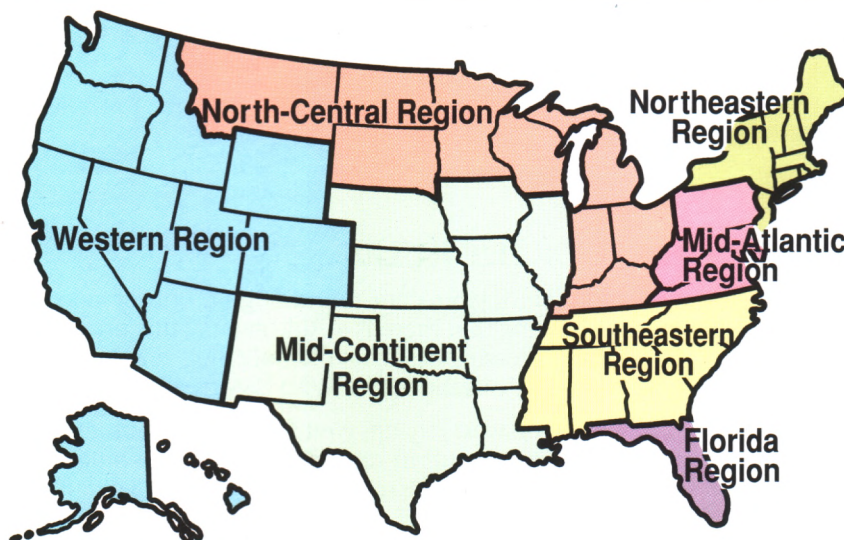 North-Central Region
Northeastern
Region
Western Region
Mid-Atlantic
Region
Mid-Continent
Region
Southeastern
Region
Florida
Region